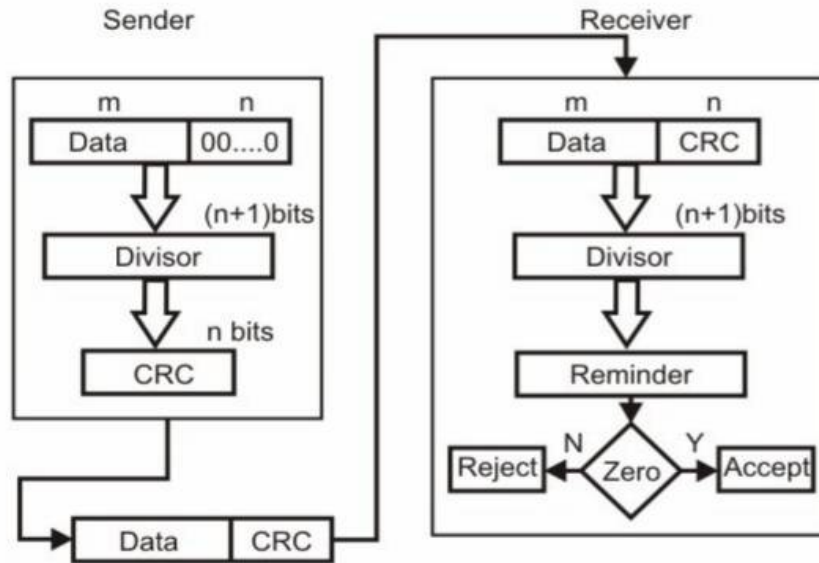 Sender
m n
Data 00....0
(n+1)bits
Divisor
n bits
CRC
Data CRC
Receiver
m n
Data CRC
(n+1)bits
Divisor
Reminder
N Y
Reject Zero Accept